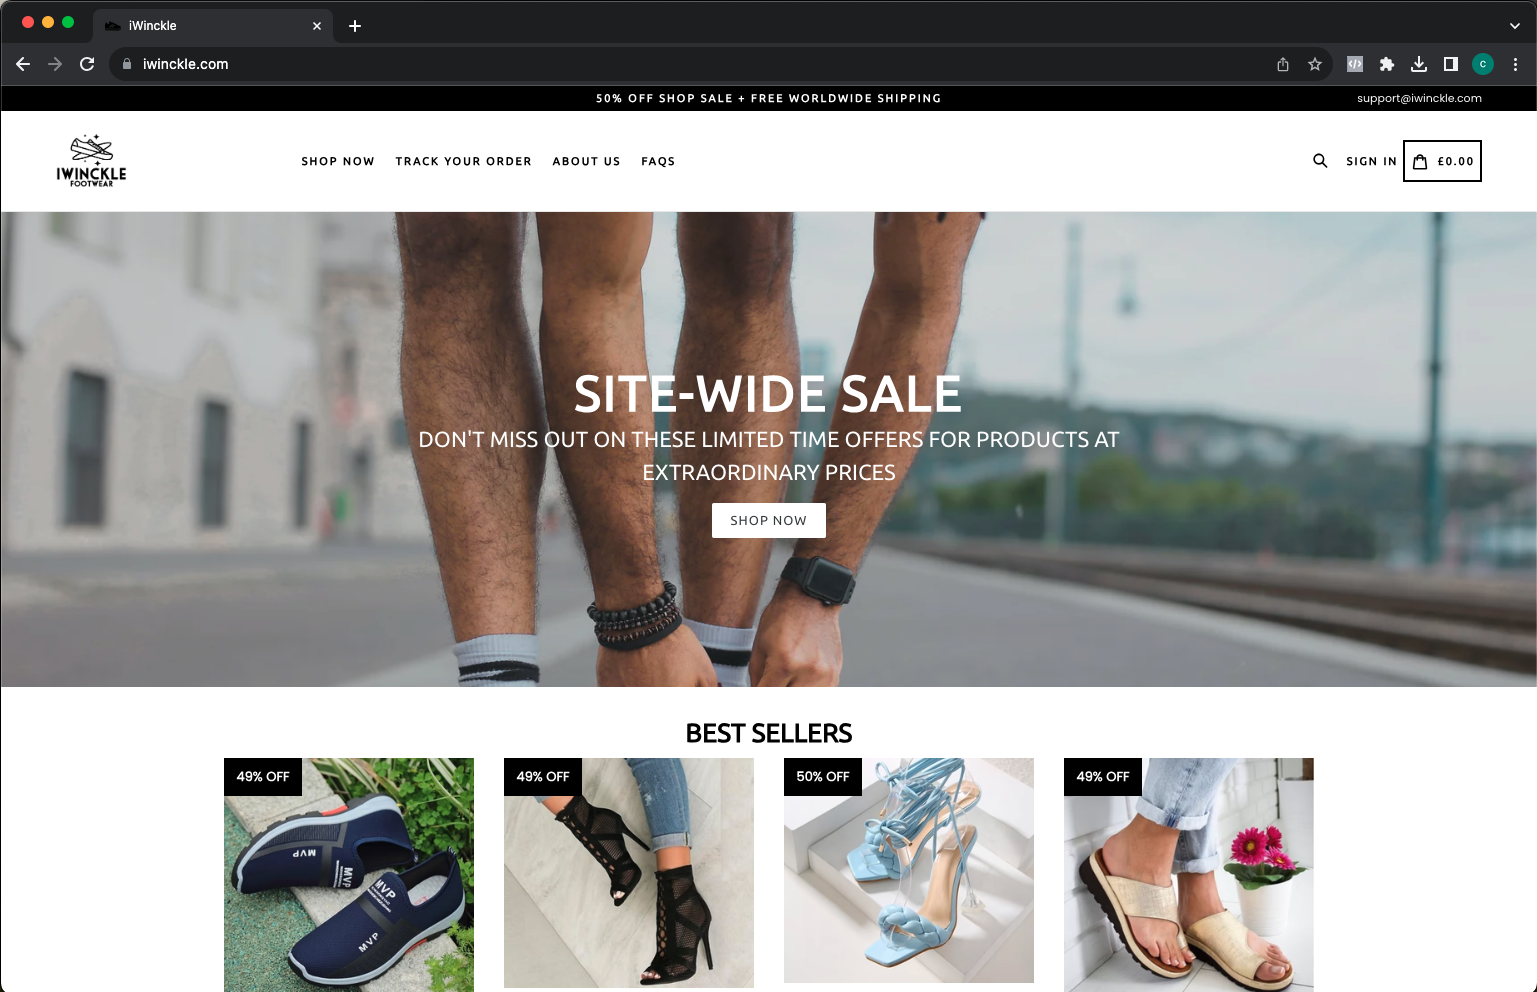 iWinckle
iwinckle.com
C
50% OFF SHOP SALE + FREE WORLDWIDE SHIPPING
support@iwinckle.com
IWINCKLE
FOOTWEAR
SHOP NOW
TRACK YOUR ORDER
ABOUT US
FAQS
SIGN IN
£0.00
SITE-WIDE SALE
DON'T MISS OUT ON THESE LIMITED TIME OFFERS FOR PRODUCTS AT
EXTRAORDINARY PRICES
SHOP NOW
BEST SELLERS
49% OFF
49% OFF
50% OFF
49% OFF
MVP
MVP
MVP
MVP